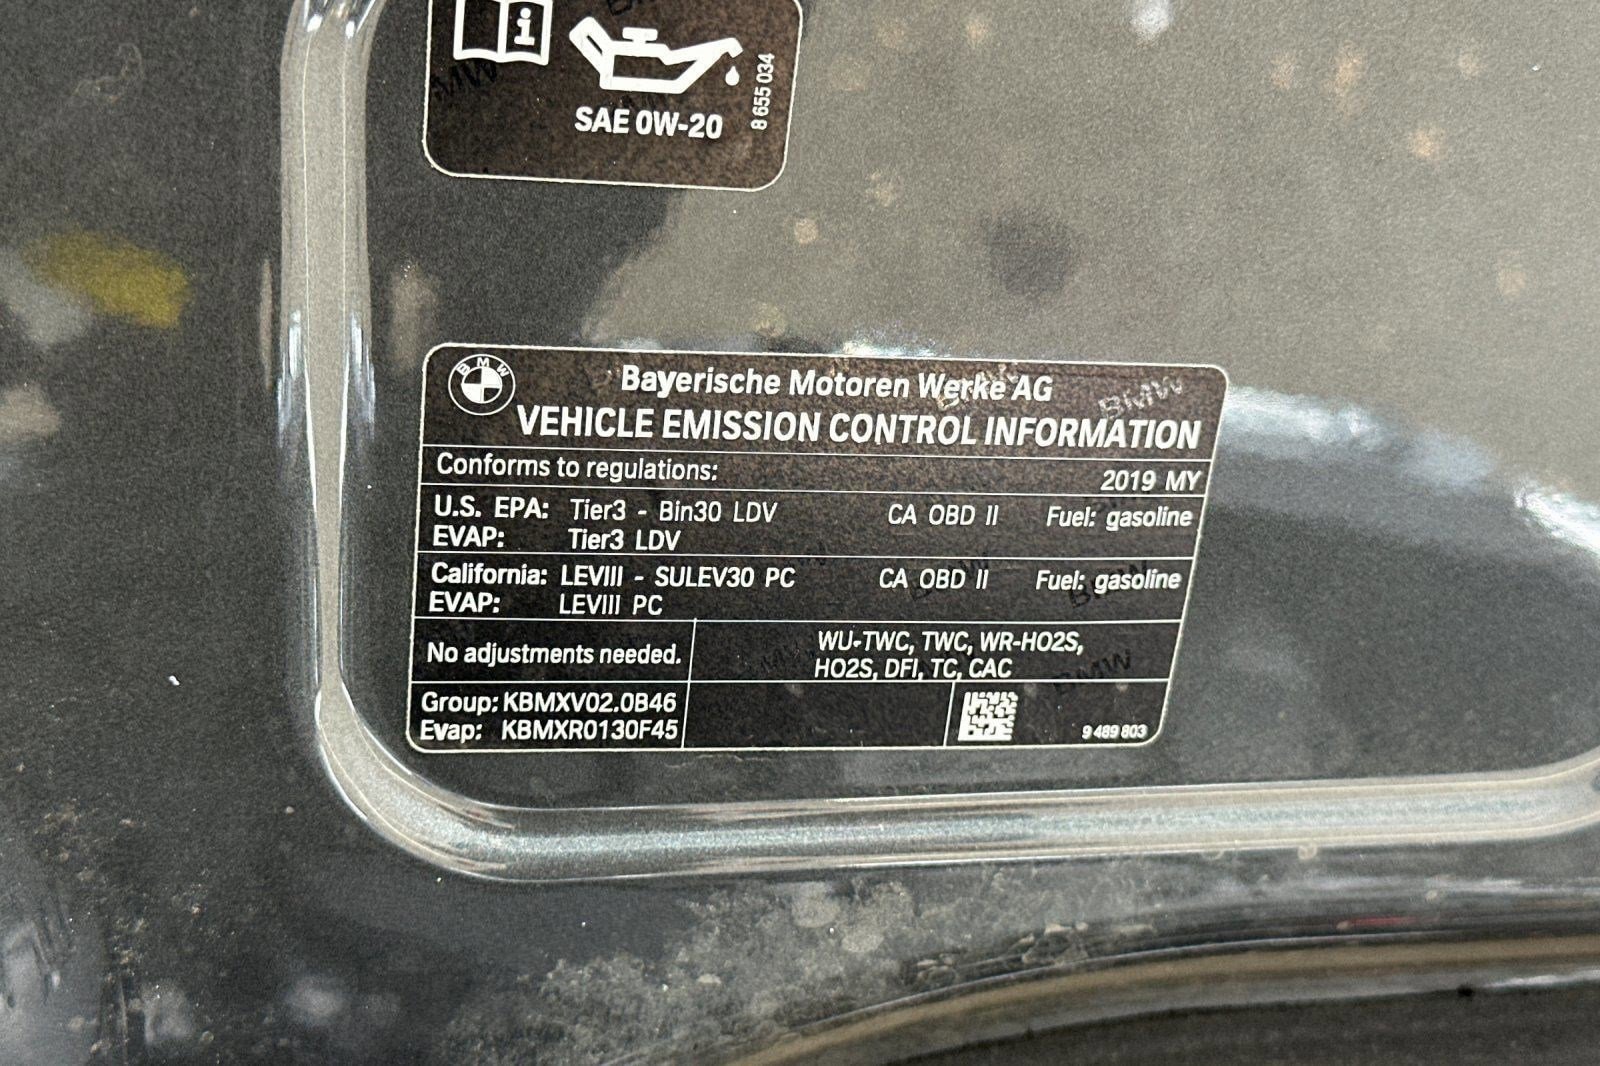 i
SAE 0W-20
8 655 034
BMW
Bayerische Motoren Werke AG
VEHICLE EMISSION CONTROL INFORMATION
Conforms to regulations: 2019 MY
U.S. EPA: Tier3 - Bin30 LDV CA OBD II Fuel: gasoline
EVAP: Tier3 LDV
California: LEVIII - SULEV30 PC CA OBD II Fuel: gasoline
EVAP: LEVIII PC
No adjustments needed.
WU-TWC, TWC, WR-HO2S,
HO2S, DFI, TC, CAC
Group: KBMXV02.0B46
Evap: KBMXR0130F45
9 489 803